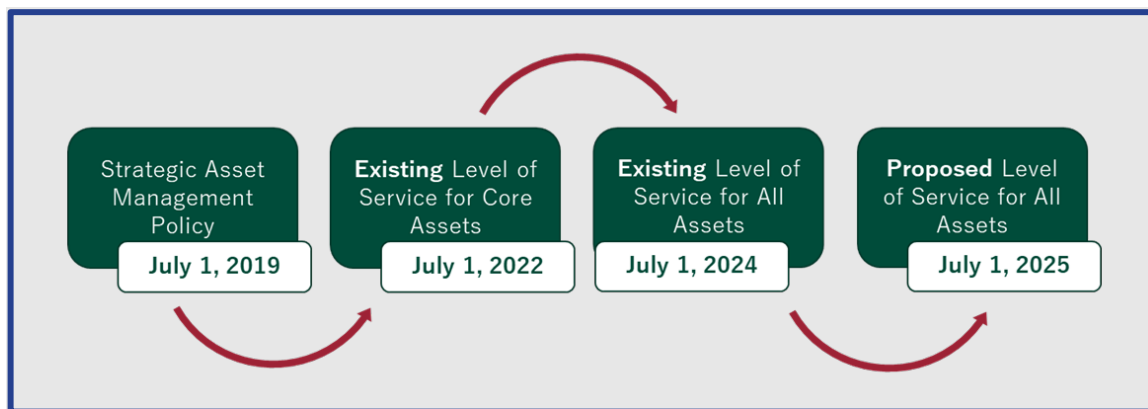 Strategic Asset
Management
Policy
July 1, 2019
Existing Level of
Service for Core
Assets
July 1, 2022
Existing Level of
Service for All
Assets
July 1, 2024
Proposed Level
of Service for All
Assets
July 1, 2025